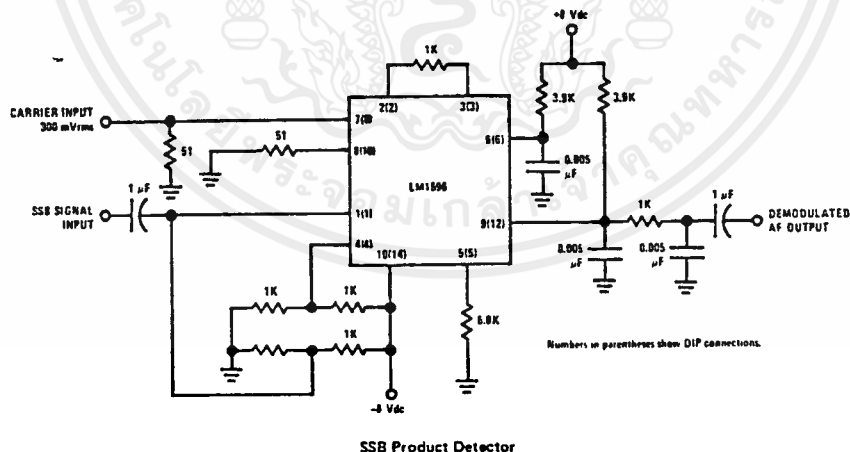 +8 Vdc
1K
3.9K
3.9K
CARRIER INPUT
300 mVrms
2(2)
3(3)
7(8)
51
51
8(10)
6(6)
0.005
μF
LM1596
SSB SIGNAL
INPUT
1 μF
1(1)
9(12)
1K
1 μF
DEMODULATED
AF OUTPUT
4(4)
10(14)
5(5)
0.005
μF
0.005
μF
1K
1K
1K
6.8K
Numbers in parentheses show DIP connections.
-8 Vdc
SSB Product Detector